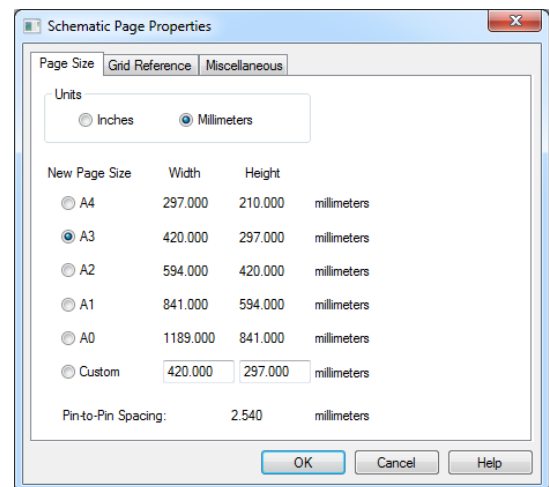 Schematic Page Properties
Page Size Grid Reference Miscellaneous
Units
Inches Millimeters
New Page Size Width Height
A4 297.000 210.000 millimeters
A3 420.000 297.000 millimeters
A2 594.000 420.000 millimeters
A1 841.000 594.000 millimeters
A0 1189.000 841.000 millimeters
Custom 420.000 297.000 millimeters
Pin-to-Pin Spacing: 2.540 millimeters
OK Cancel Help